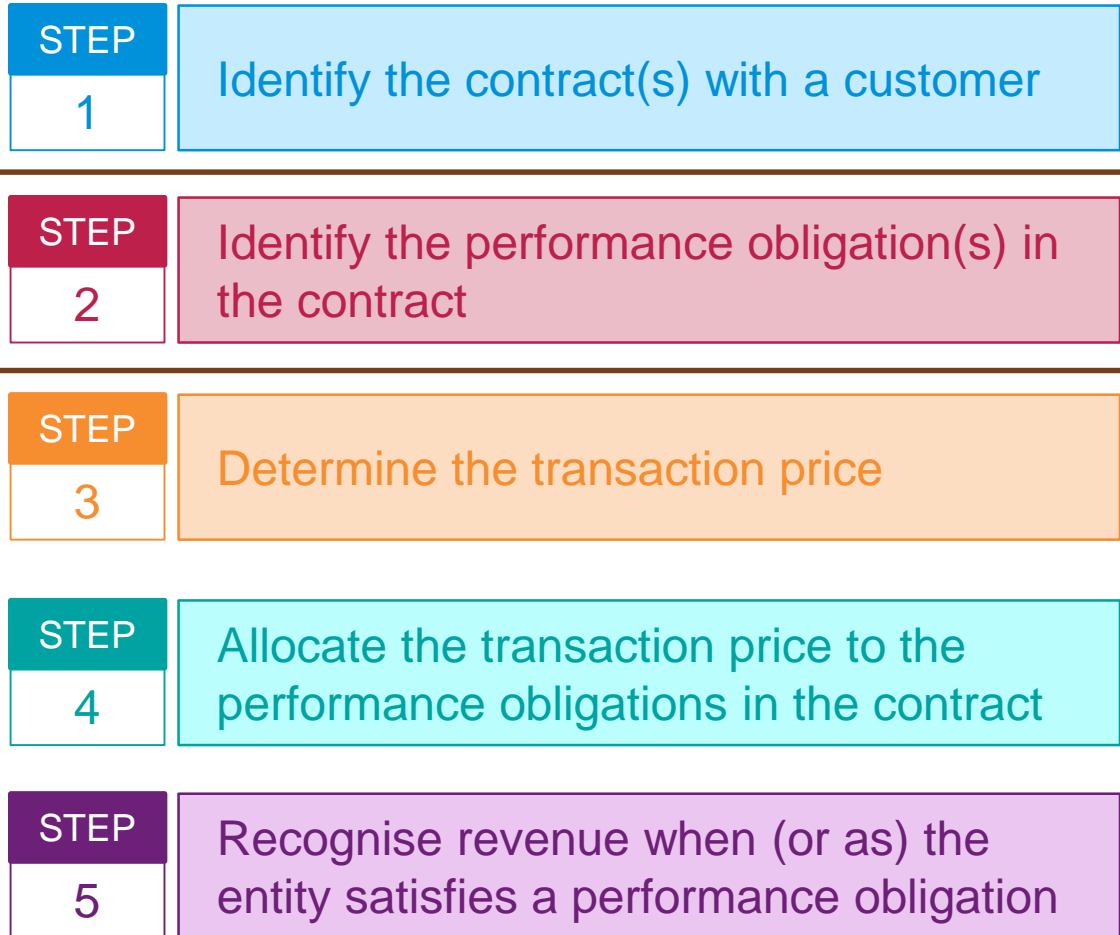 STEP
1
Identify the contract(s) with a customer
STEP
2
Identify the performance obligation(s) in
the contract
STEP
3
Determine the transaction price
STEP
4
Allocate the transaction price to the
performance obligations in the contract
STEP
5
Recognise revenue when (or as) the
entity satisfies a performance obligation